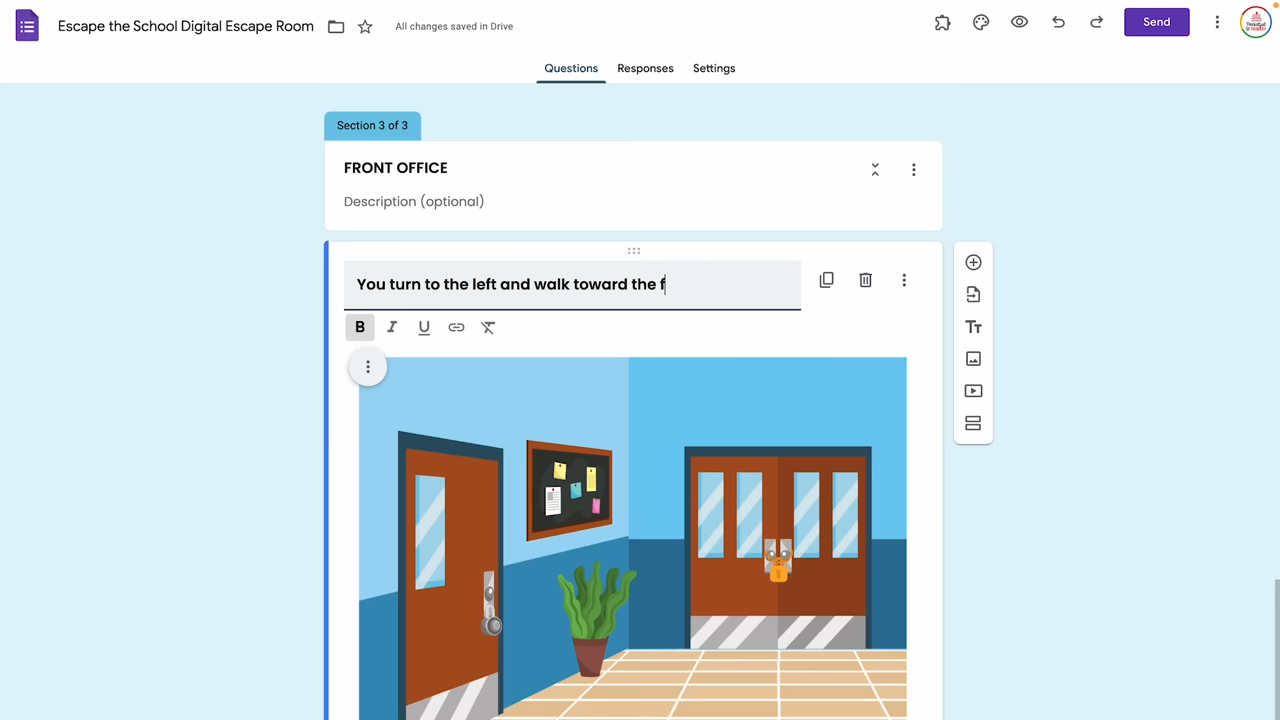 Escape the School Digital Escape Room
All changes saved in Drive
Send
Questions
Responses
Settings
Section 3 of 3
FRONT OFFICE
Description (optional)
You turn to the left and walk toward the f
B I U
Tt